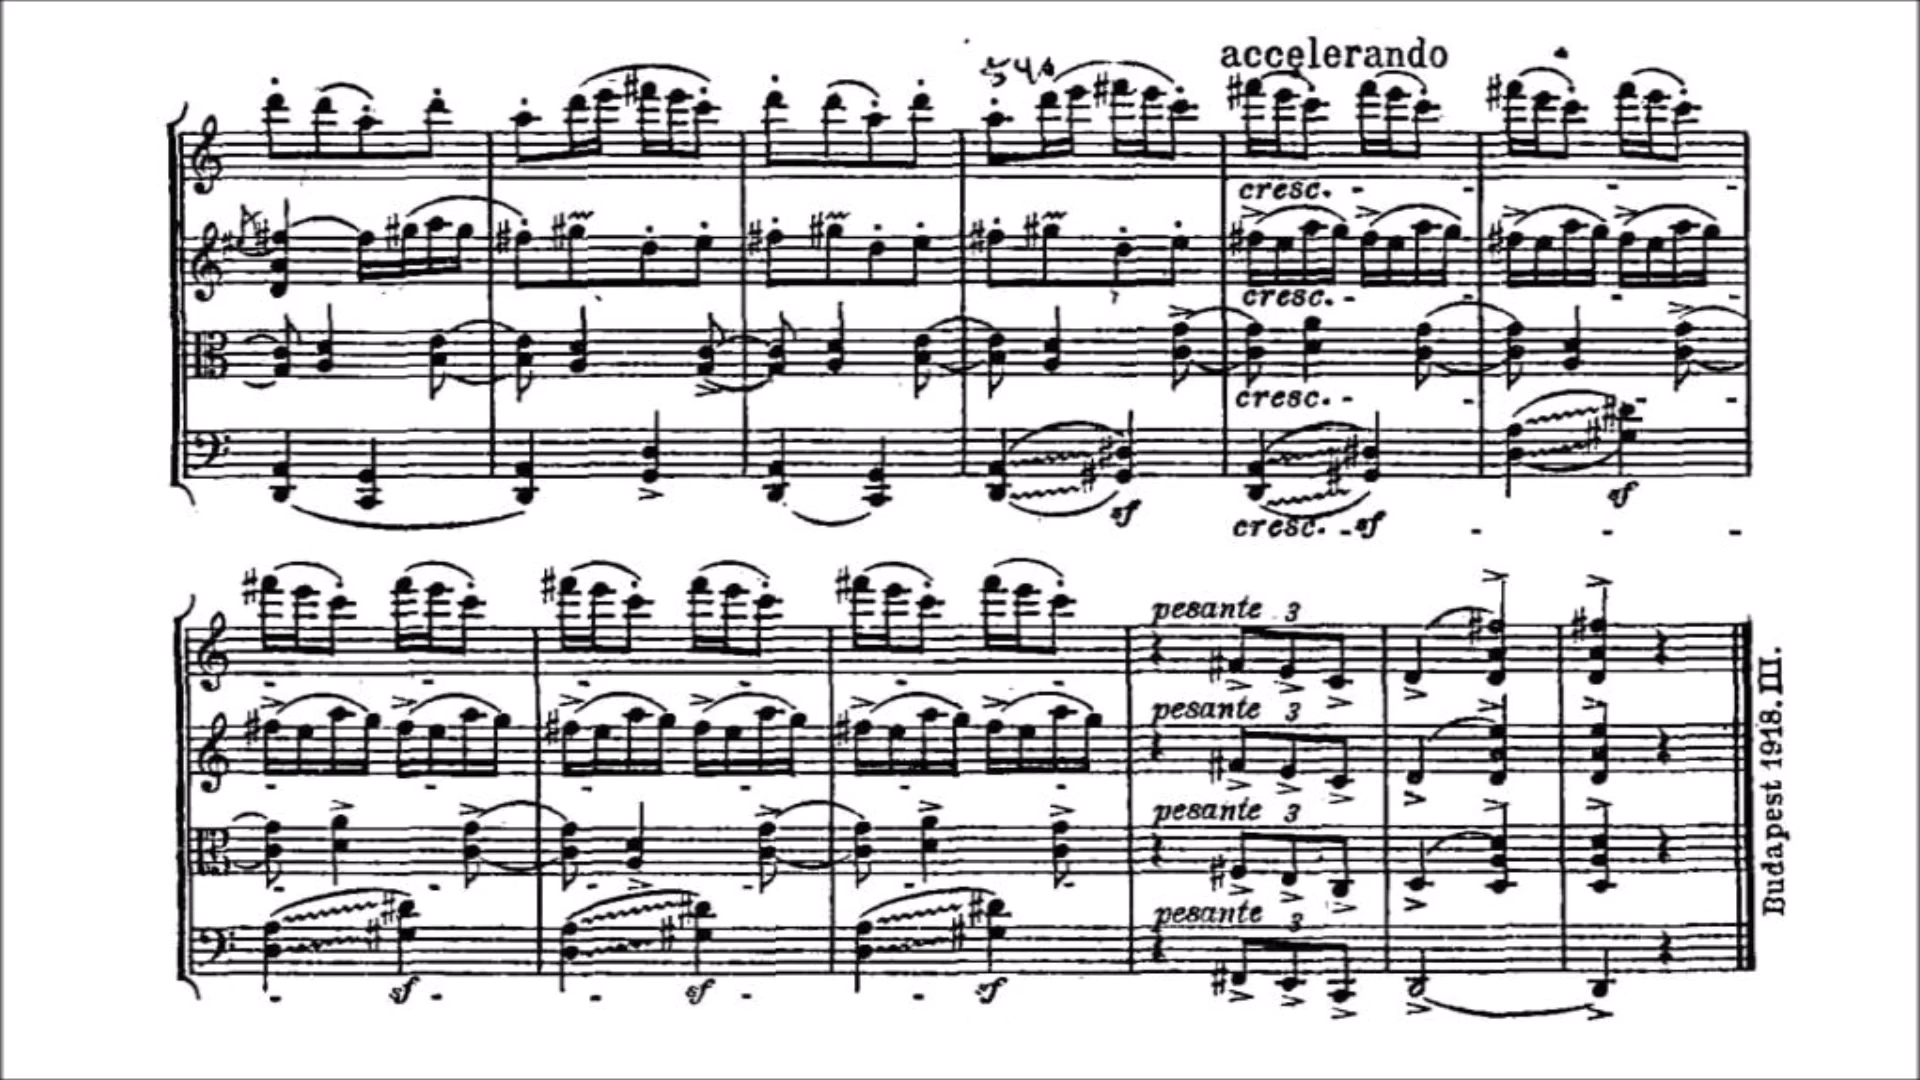 accelerando
cresc.
cresc.
cresc.
sf
cresc. sf
sf
pesante 3
pesante 3
pesante 3
pesante 3
sf
sf
sf
Budapest 1918. III.